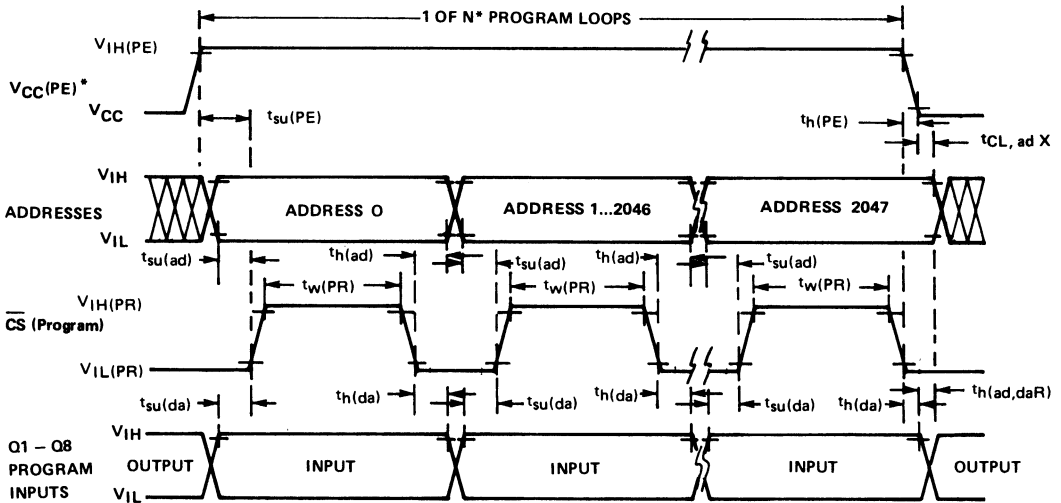 1 OF N* PROGRAM LOOPS
VIH(PE)
VCC(PE)*
VCC
tsu(PE)
th(PE)
tCL, ad X
VIH
ADDRESSES
ADDRESS 0
ADDRESS 1...2046
ADDRESS 2047
VIL
tsu(ad)
th(ad)
tsu(ad)
th(ad)
tsu(ad)
tw(PR)
tw(PR)
tw(PR)
VIH(PR)
CS (Program)
VIL(PR)
tsu(da)
th(da)
tsu(da)
th(da)
tsu(da)
th(da)
th(ad,daR)
VIH
Q1 – Q8
PROGRAM
INPUTS
OUTPUT
INPUT
INPUT
INPUT
OUTPUT
VIL